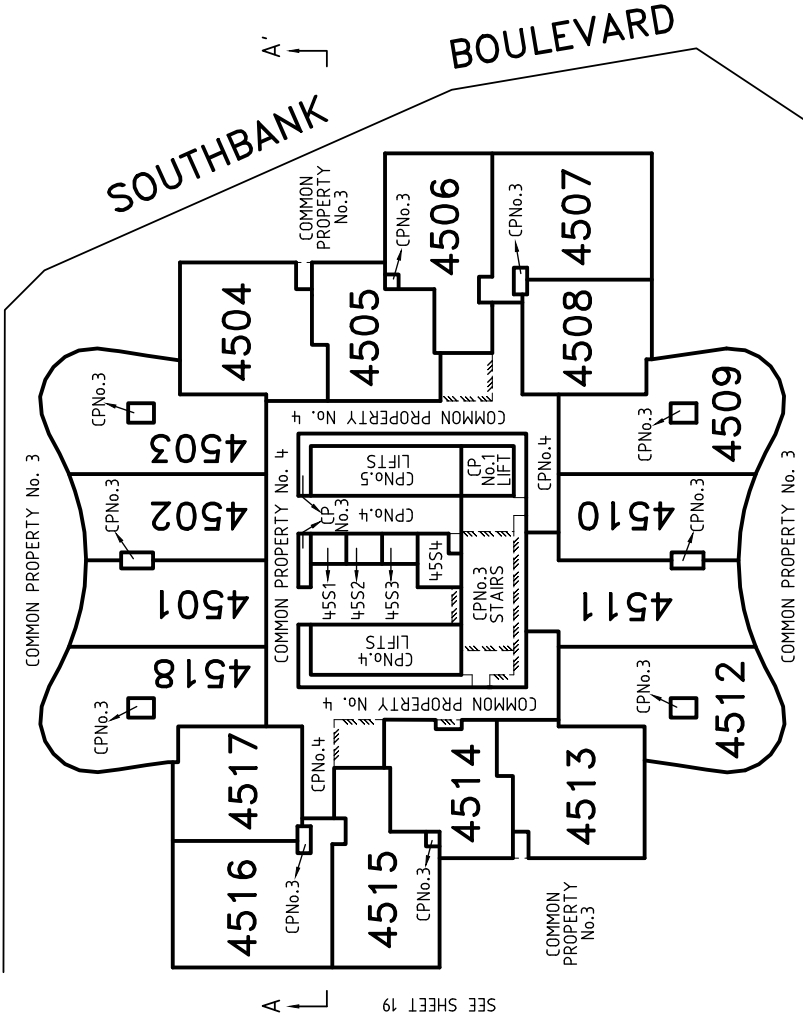 A'
BOULEVARD
SOUTHBANK
COMMON
PROPERTY
No.3
CPNo.3
4506
CPNo.3
4507
4504
4505
4508
CPNo.3
4503
COMMON PROPERTY No. 4
CPNo.3
4509
COMMON PROPERTY No. 3
CPNo.3
4502
COMMON PROPERTY No. 4
CPNo.5
LIFTS
CP
No.1
LIFT
CPNo.4
CP
No.3
CPNo.4
4510
CPNo.3
COMMON PROPERTY No. 3
4501
45S1
45S2
45S3
45S4
CPNo.3
STAIRS
4511
4518
CPNo.3
CPNo.4
LIFTS
COMMON PROPERTY No. 4
CPNo.3
4512
4517
CPNo.4
4514
4513
4516
CPNo.3
4515
CPNo.3
COMMON
PROPERTY
No.3
A
SEE SHEET 19